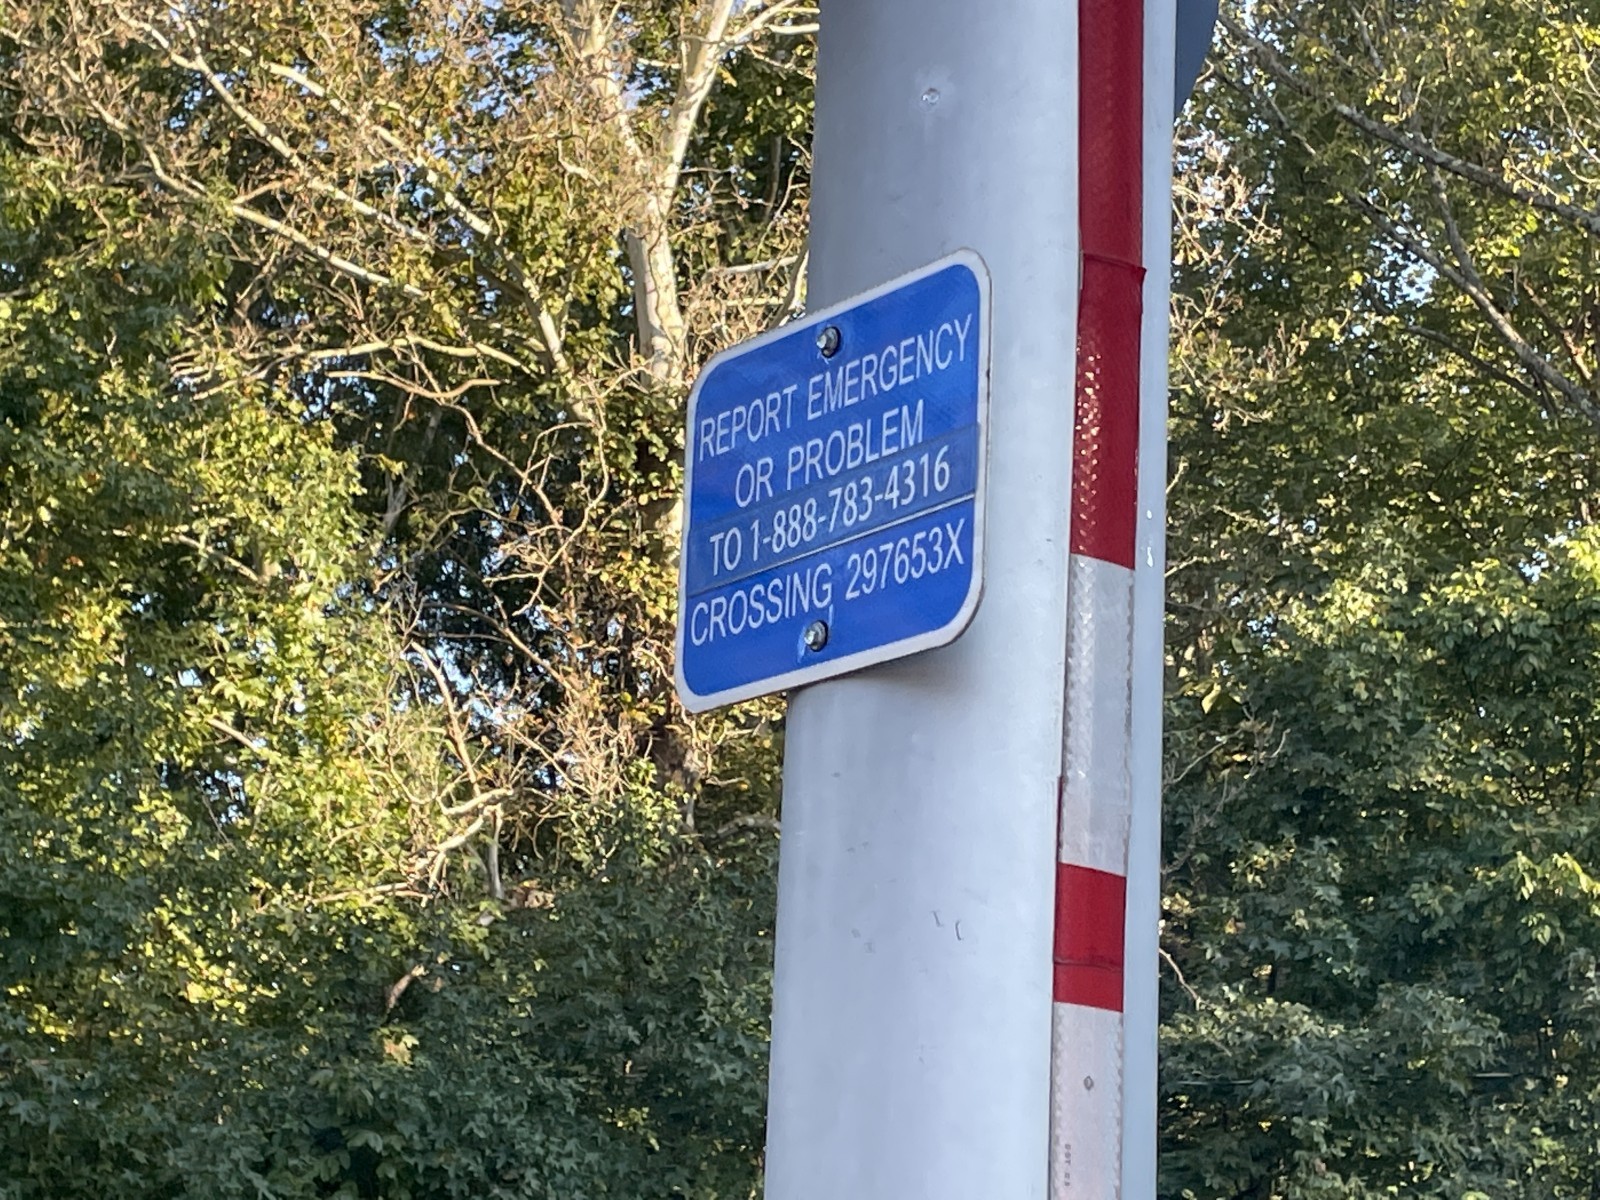 REPORT EMERGENCY
OR PROBLEM
TO 1-888-783-4316
CROSSING 297653X